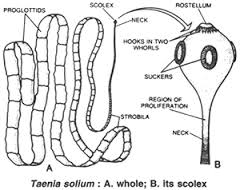 PROGLOTTIDS
SCOLEX
NECK
STROBILA
A
ROSTELLUM
HOOKS IN TWO
WHORLS
SUCKERS
REGION OF
PROLIFERATION
NECK
B
Taenia solium : A. whole; B. its scolex